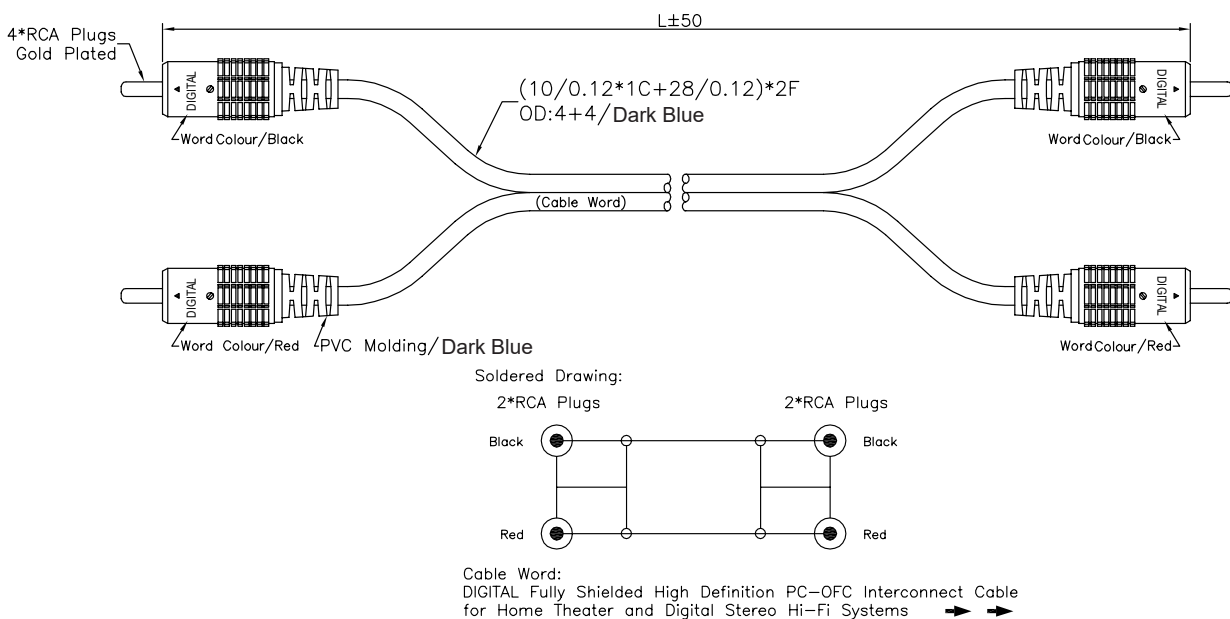 L±50
4*RCA Plugs
Gold Plated
DIGITAL
DIGITAL
(10/0.12*1C+28/0.12)*2F
OD:4+4/Dark Blue
Word Colour/Black
Word Colour/Black
(Cable Word)
DIGITAL
DIGITAL
Word Colour/Red
PVC Molding/Dark Blue
Word Colour/Red
Soldered Drawing:
2*RCA Plugs
2*RCA Plugs
Black
Black
Red
Red
Cable Word:
DIGITAL Fully Shielded High Definition PC-OFC Interconnect Cable
for Home Theater and Digital Stereo Hi-Fi Systems